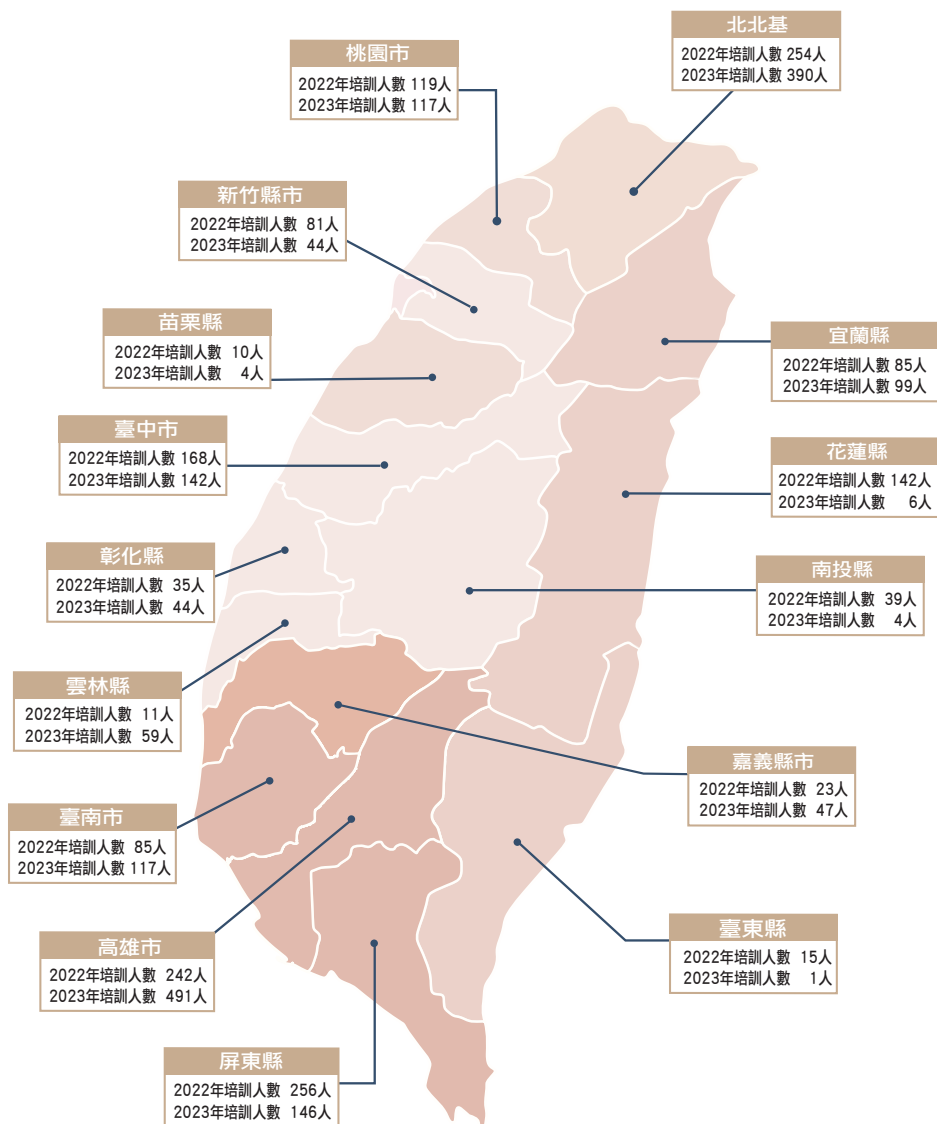 北北基
2022年培訓人數 254人
2023年培訓人數 390人
桃園市
2022年培訓人數 119人
2023年培訓人數 117人
新竹縣市
2022年培訓人數 81人
2023年培訓人數 44人
苗栗縣
2022年培訓人數 10人
2023年培訓人數 4人
宜蘭縣
2022年培訓人數 85人
2023年培訓人數 99人
臺中市
2022年培訓人數 168人
2023年培訓人數 142人
花蓮縣
2022年培訓人數 142人
2023年培訓人數 6人
彰化縣
2022年培訓人數 35人
2023年培訓人數 44人
南投縣
2022年培訓人數 39人
2023年培訓人數 4人
雲林縣
2022年培訓人數 11人
2023年培訓人數 59人
嘉義縣市
2022年培訓人數 23人
2023年培訓人數 47人
臺南市
2022年培訓人數 85人
2023年培訓人數 117人
臺東縣
2022年培訓人數 15人
2023年培訓人數 1人
高雄市
2022年培訓人數 242人
2023年培訓人數 491人
屏東縣
2022年培訓人數 256人
2023年培訓人數 146人